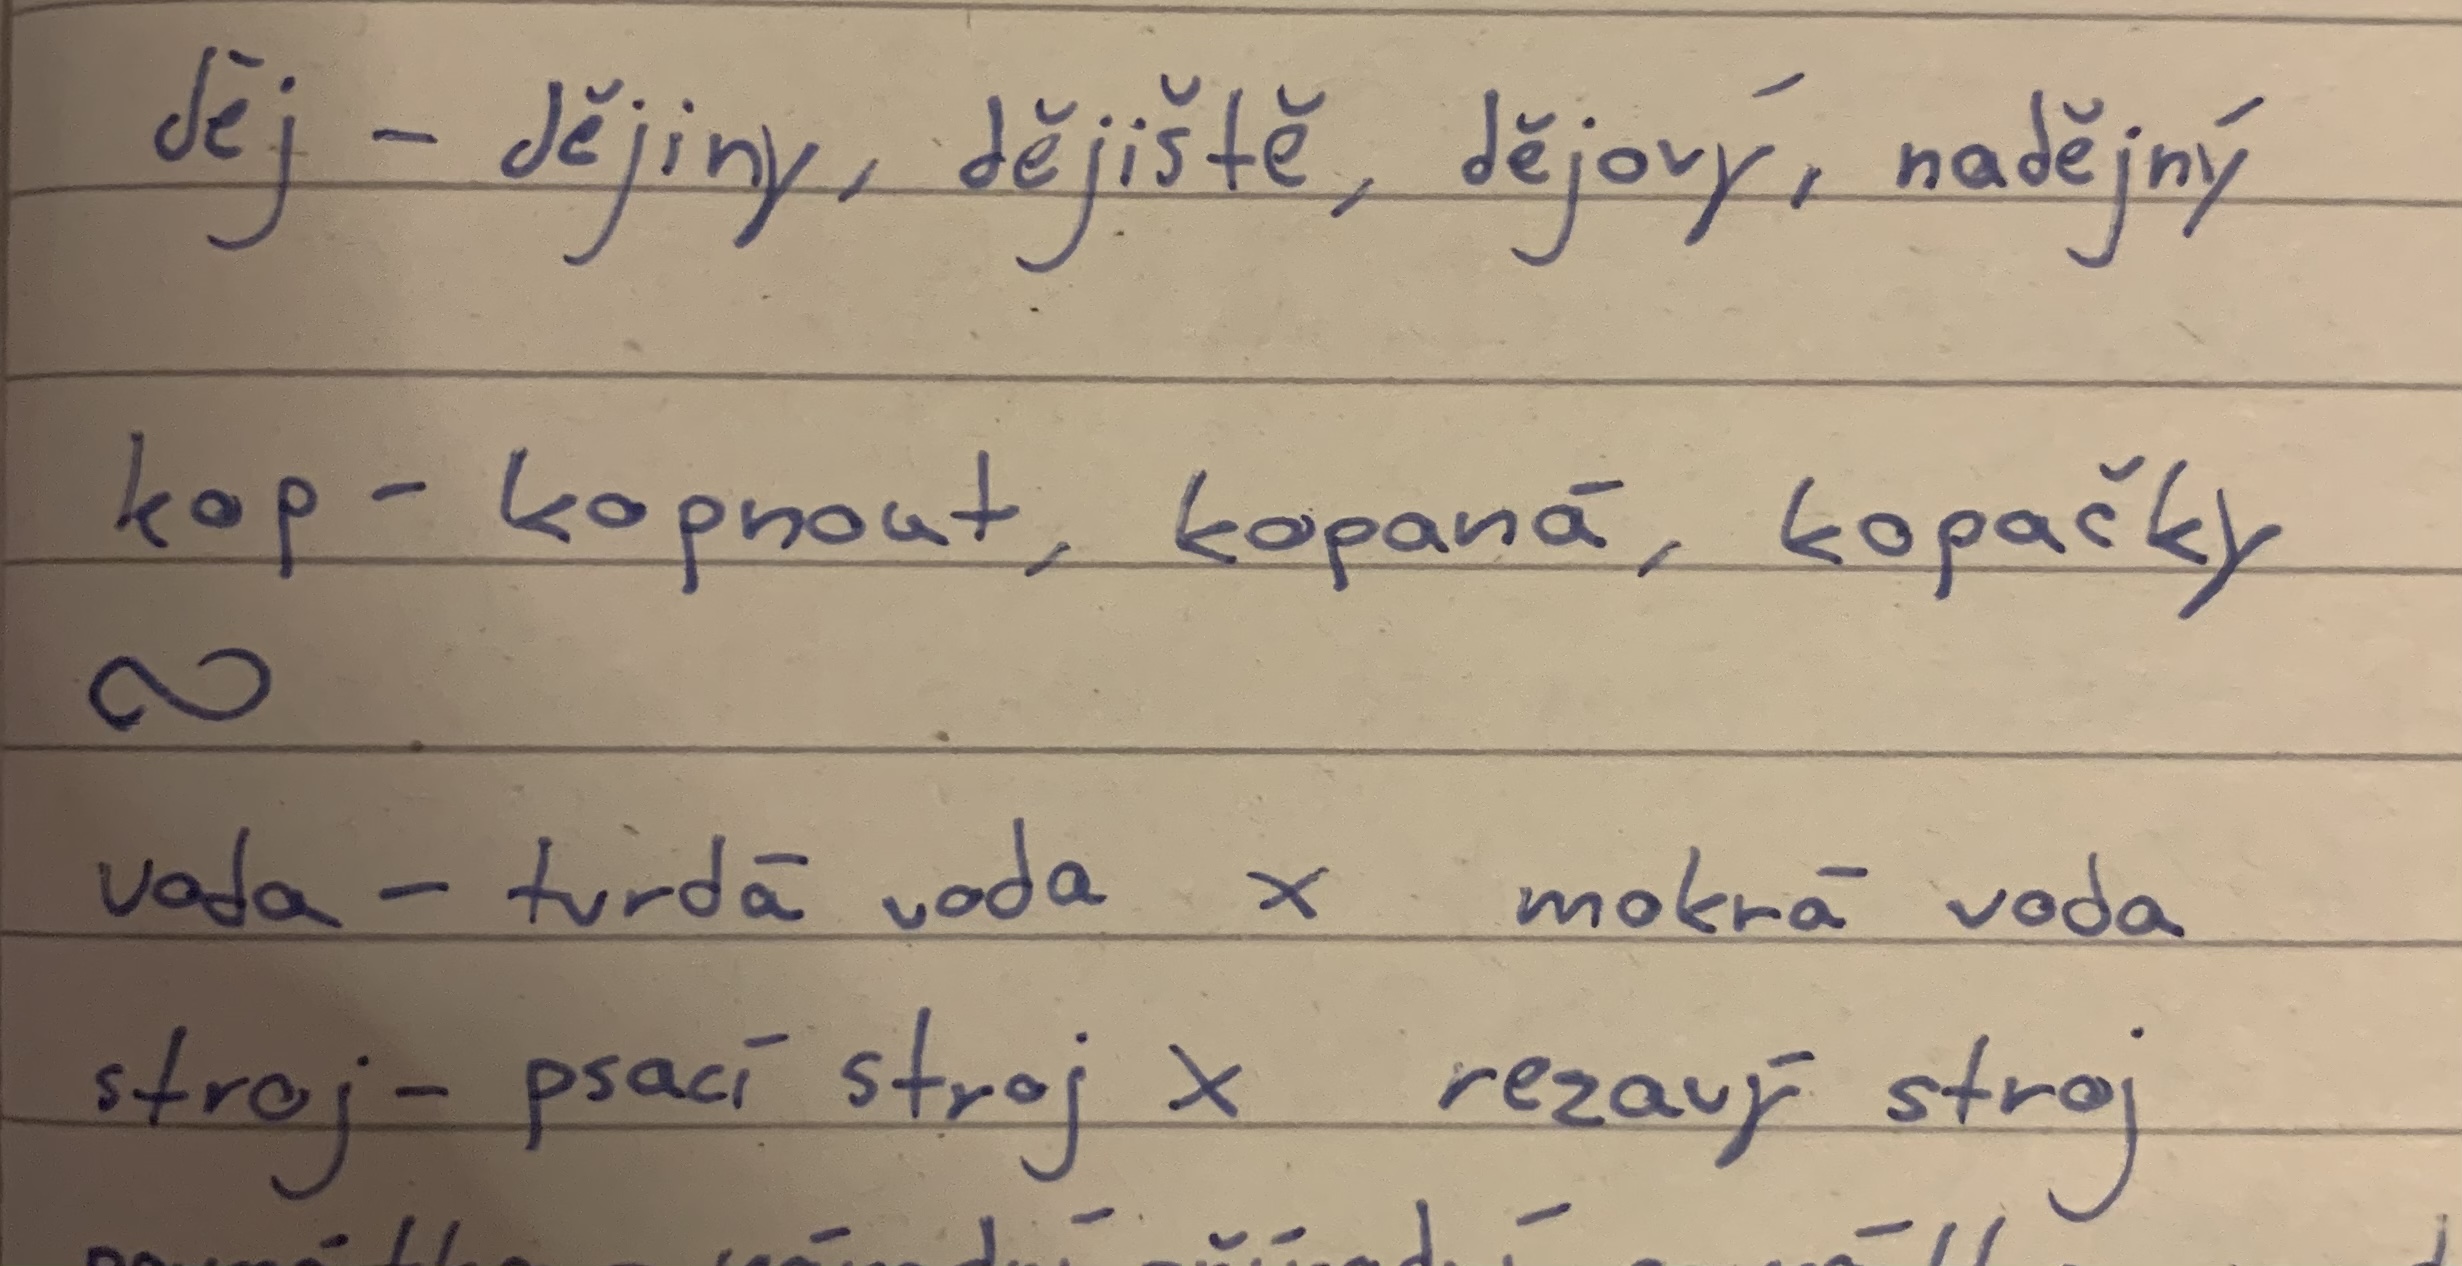 děj - dějiny, dějiště, dějový, nadějný
kop - kopnout, kopaná, kopačky
∾
voda - tvrdá voda x mokrá voda
stroj - psací stroj x rezavý stroj